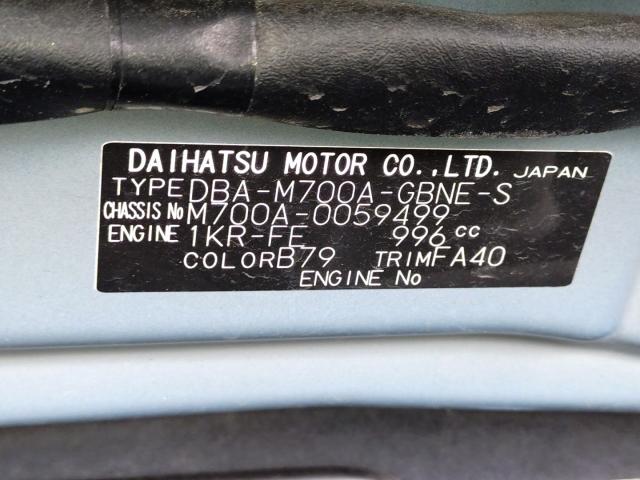 DAIHATSU MOTOR CO.,LTD. JAPAN
TYPE DBA-M700A-GBNE-S
CHASSIS No M700A-0059499
ENGINE 1KR-FE 996 cc
COLOR B79 TRIM FA40
ENGINE No